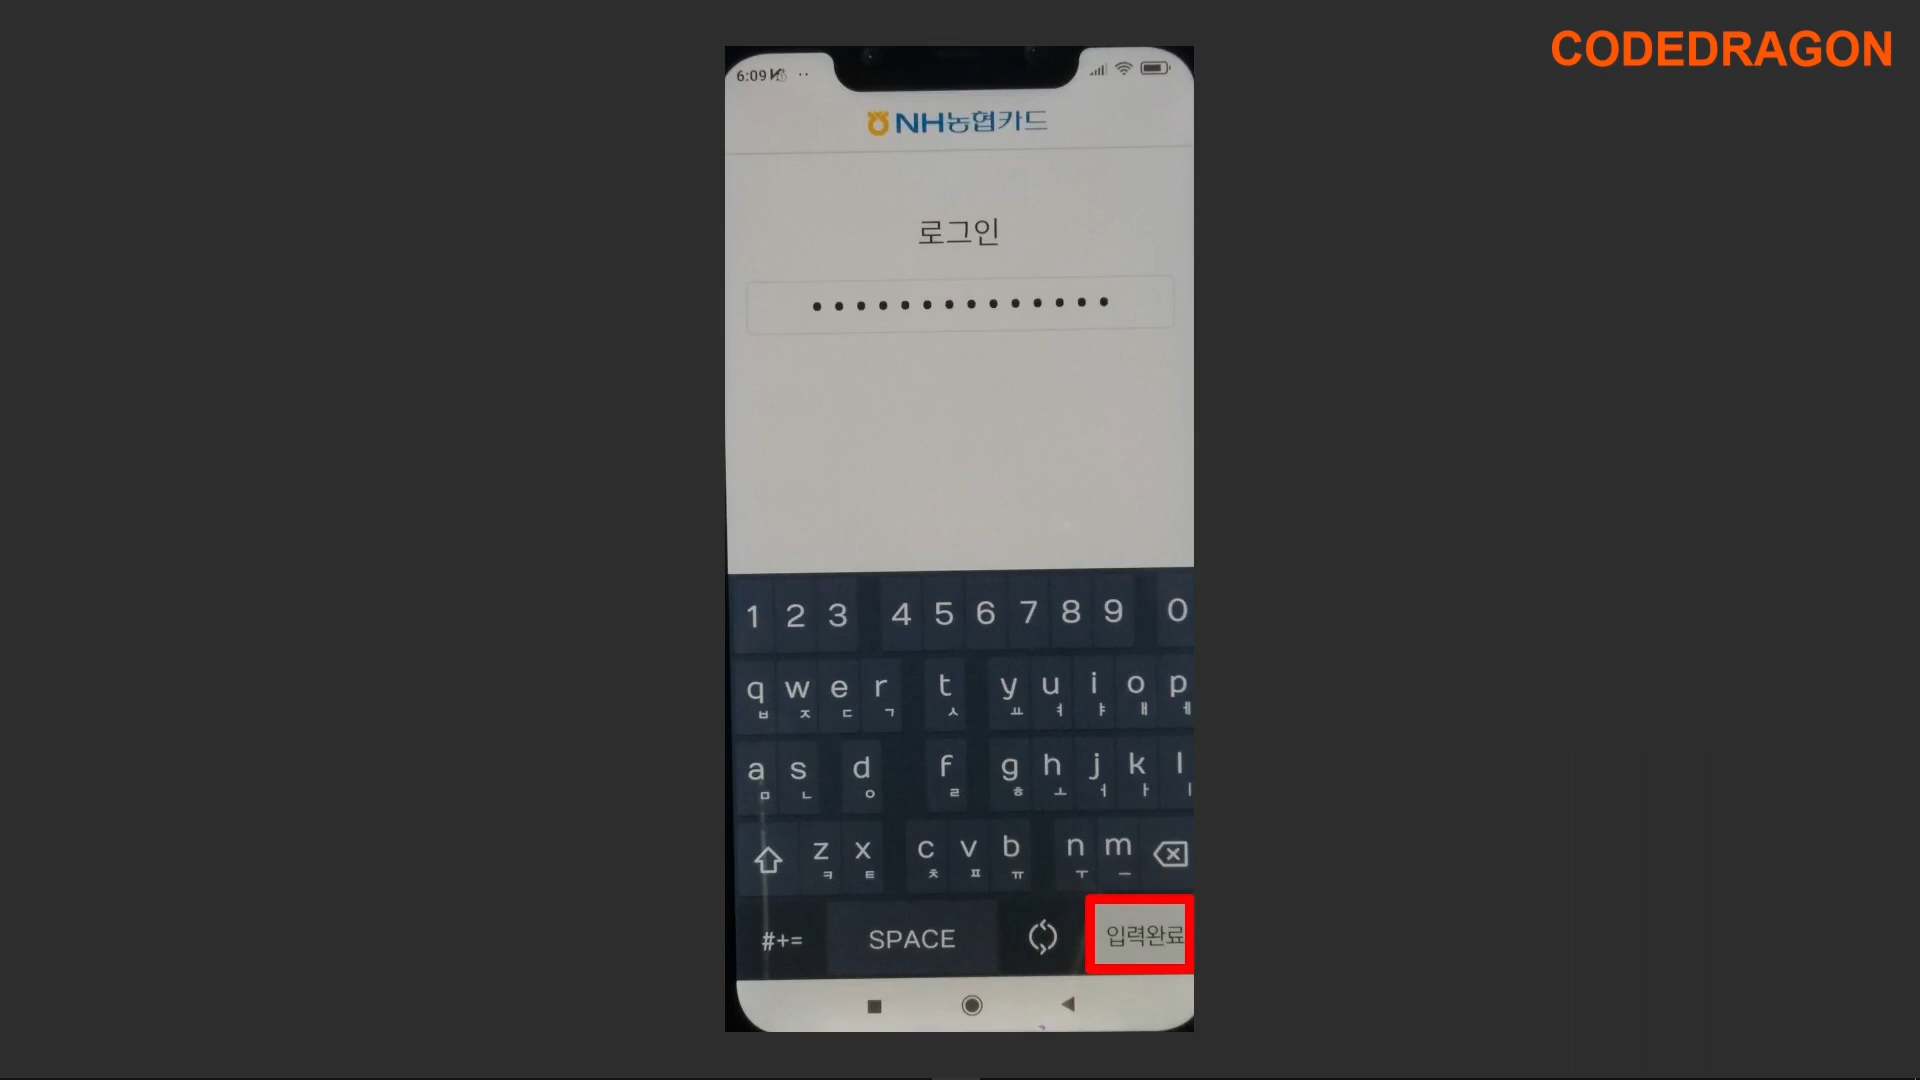 CODEDRAGON
6:09
NH농협카드
로그인
1 2 3 4 5 6 7 8 9 0
q w e r t y u i o p
ㅂ ㅈ ㄷ ㄱ ㅅ ㅛ ㅕ ㅑ ㅐ ㅔ
a s d f g h j k l
ㅁ ㄴ ㅇ ㄹ ㅎ ㅗ ㅓ ㅏ ㅣ
z x c v b n m
ㅋ ㅌ ㅊ ㅍ ㅠ ㅜ ㅡ
#+= SPACE 입력완료